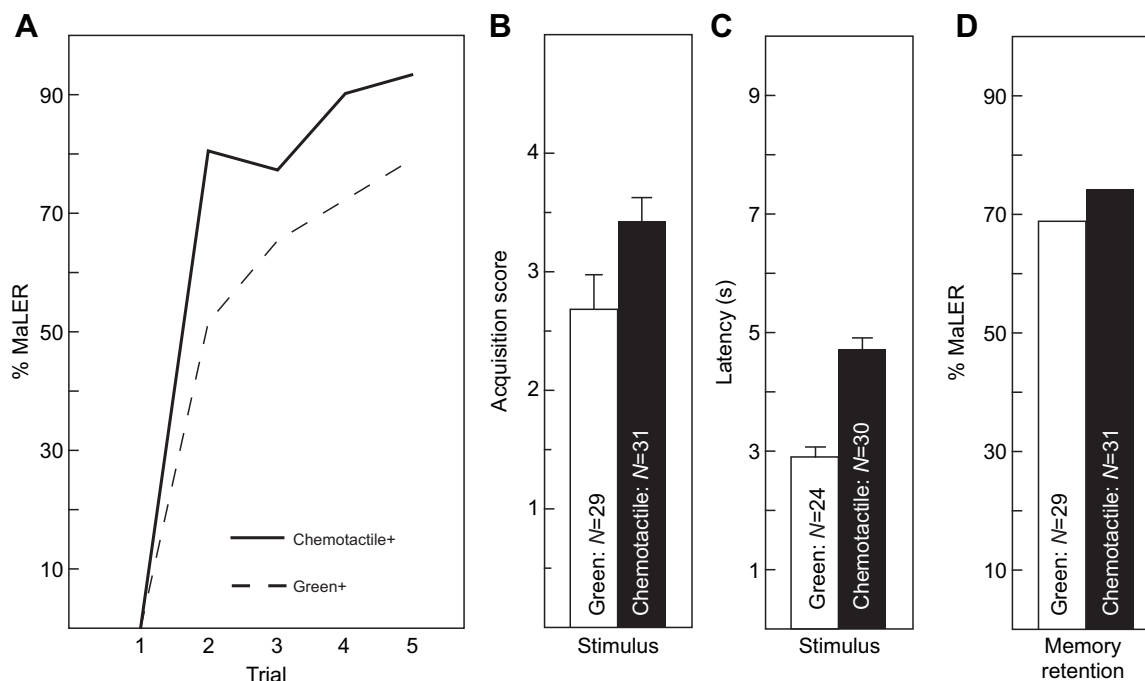 A
% MaLER
90
70
50
30
10
Chemotactile+
Green+
1 2 3 4 5
Trial
B
Acquisition score
4
3
2
1
Green: N=29
Chemotactile: N=31
Stimulus
C
Latency (s)
9
7
5
3
1
Green: N=24
Chemotactile: N=30
Stimulus
D
% MaLER
90
70
50
30
10
Green: N=29
Chemotactile: N=31
Memory
retention